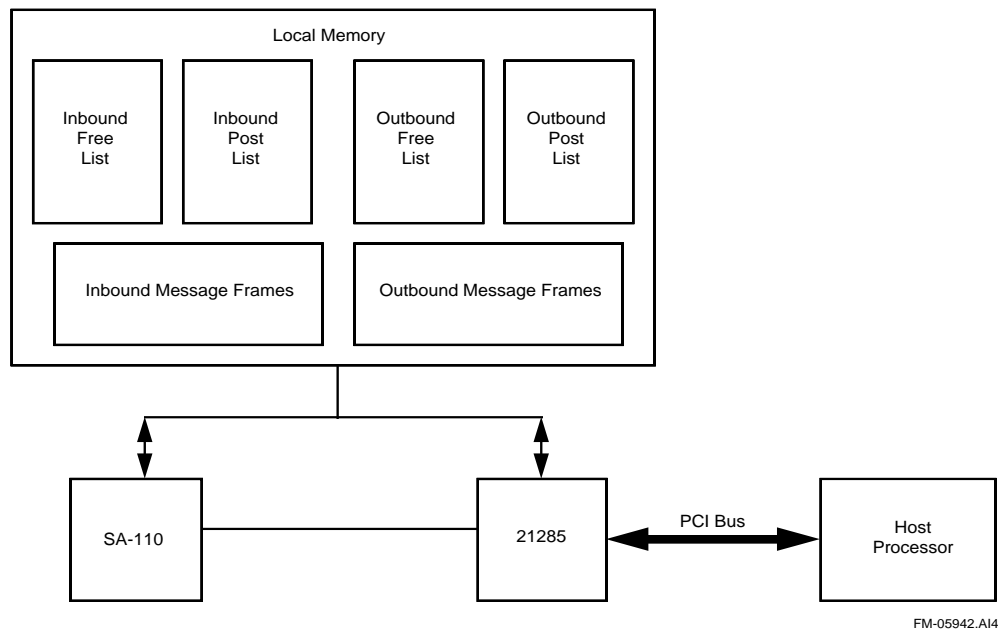 Local Memory
Inbound
Free
List
Inbound
Post
List
Outbound
Free
List
Outbound
Post
List
Inbound Message Frames
Outbound Message Frames
SA-110
21285
PCI Bus
Host
Processor
FM-05942.AI4